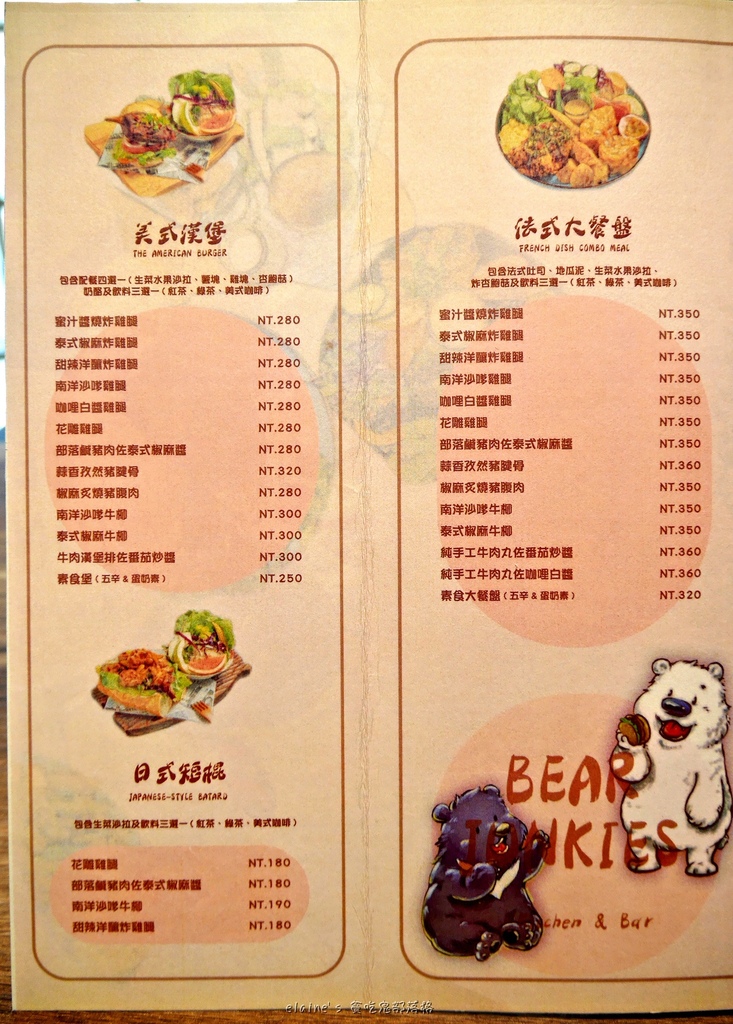 美式漢堡
THE AMERICAN BURGER
包含配餐四選一(生菜水果沙拉、薯塊、雞塊、杏鮑菇)
奶酪及飲料三選一(紅茶、綠茶、美式咖啡)
蜜汁醬燒炸雞腿 NT.280
泰式椒麻炸雞腿 NT.280
甜辣洋釀炸雞腿 NT.280
南洋沙嗲雞腿 NT.280
咖哩白醬雞腿 NT.280
花雕雞腿 NT.280
部落鹹豬肉佐泰式椒麻醬 NT.280
蒜香孜然豬腱骨 NT.320
椒麻炙燒豬腹肉 NT.280
南洋沙嗲牛柳 NT.300
泰式椒麻牛柳 NT.300
牛肉漢堡排佐番茄炒醬 NT.300
素食堡(五辛&蛋奶素) NT.250
日式短棍
JAPANESE-STYLE BATARD
包含生菜沙拉及飲料三選一(紅茶、綠茶、美式咖啡)
花雕雞腿 NT.180
部落鹹豬肉佐泰式椒麻醬 NT.180
南洋沙嗲牛柳 NT.190
甜辣洋釀炸雞腿 NT.180
法式大餐盤
FRENCH DISH COMBO MEAL
包含法式吐司、地瓜泥、生菜水果沙拉、
炸杏鮑菇及飲料三選一(紅茶、綠茶、美式咖啡)
蜜汁醬燒炸雞腿 NT.350
泰式椒麻炸雞腿 NT.350
甜辣洋釀炸雞腿 NT.350
南洋沙嗲雞腿 NT.350
咖哩白醬雞腿 NT.350
花雕雞腿 NT.350
部落鹹豬肉佐泰式椒麻醬 NT.350
蒜香孜然豬腱骨 NT.360
椒麻炙燒豬腹肉 NT.350
南洋沙嗲牛柳 NT.350
泰式椒麻牛柳 NT.350
純手工牛肉丸佐番茄炒醬 NT.360
純手工牛肉丸佐咖哩白醬 NT.360
素食大餐盤(五辛&蛋奶素) NT.320
BEAR
JUNKIES
chen & Bar
elaine's 愛吃鬼部落格